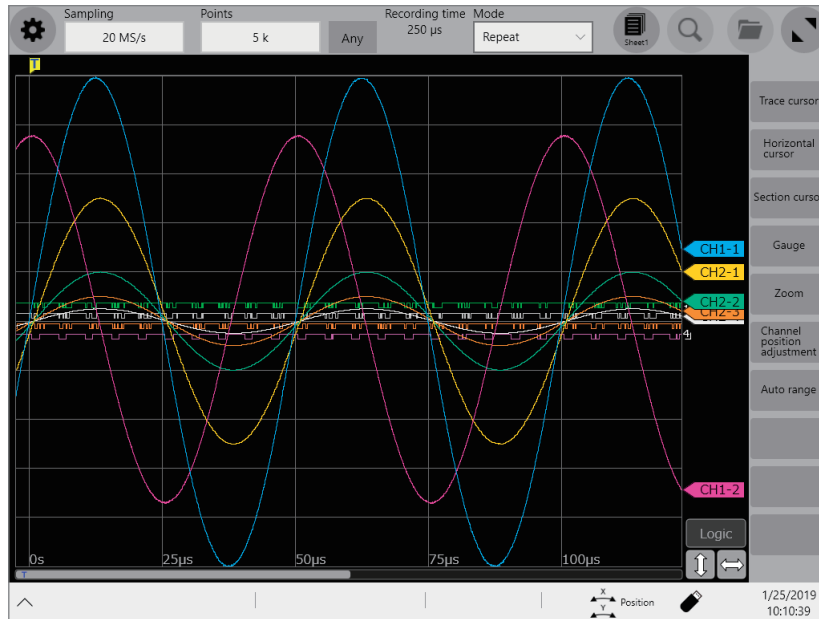 Sampling
20 MS/s
Points
5 k
Any
Recording time
250 µs
Mode
Repeat
Sheet1
T
Trace cursor
Horizontal
cursor
Section curso
Gauge
Zoom
Channel
position
adjustment
Auto range
CH1-1
CH2-1
CH2-2
CH2-3
CH1-2
Logic
0s
25µs
50µs
75µs
100µs
T
X
Y
Position
1/25/2019
10:10:39